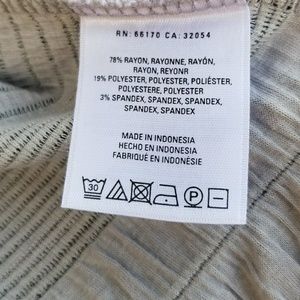 RN: 66170 CA: 32054
78% RAYON, RAYONNE, RAYÓN,
RAYON, REYONR
19% POLYESTER, POLYESTER, POLIÉSTER,
POLYESTERE, POLYESTER
3% SPANDEX, SPANDEX, SPANDEX,
SPANDEX, SPANDEX
MADE IN INDONESIA
HECHO EN INDONESIA
FABRIQUÉ EN INDONÉSIE
30